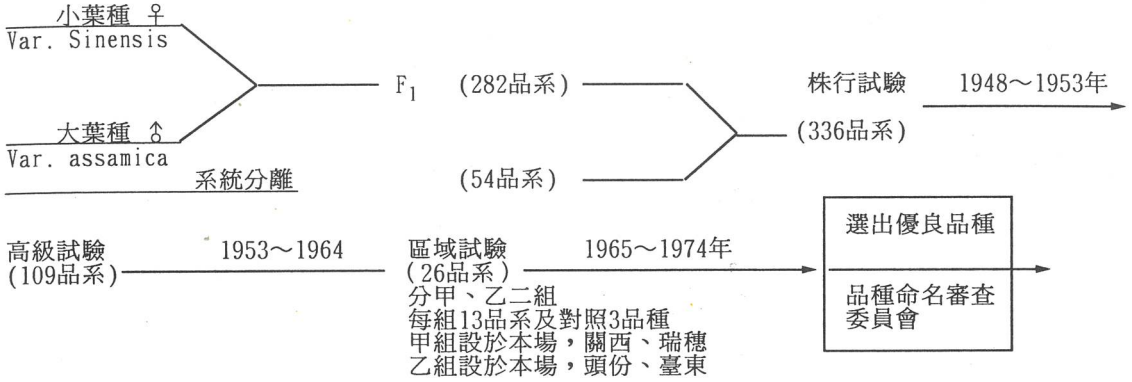 小葉種 ♀
Var. Sinensis
大葉種 ♂
Var. assamica
系統分離
F1 (282品系)
(54品系)
株行試驗
(336品系)
1948～1953年
高級試驗
(109品系)
1953～1964
區域試驗
(26品系)
分甲、乙二組
每組13品系及對照3品種
甲組設於本場，關西、瑞穗
乙組設於本場，頭份、臺東
1965～1974年
選出優良品種
品種命名審查
委員會